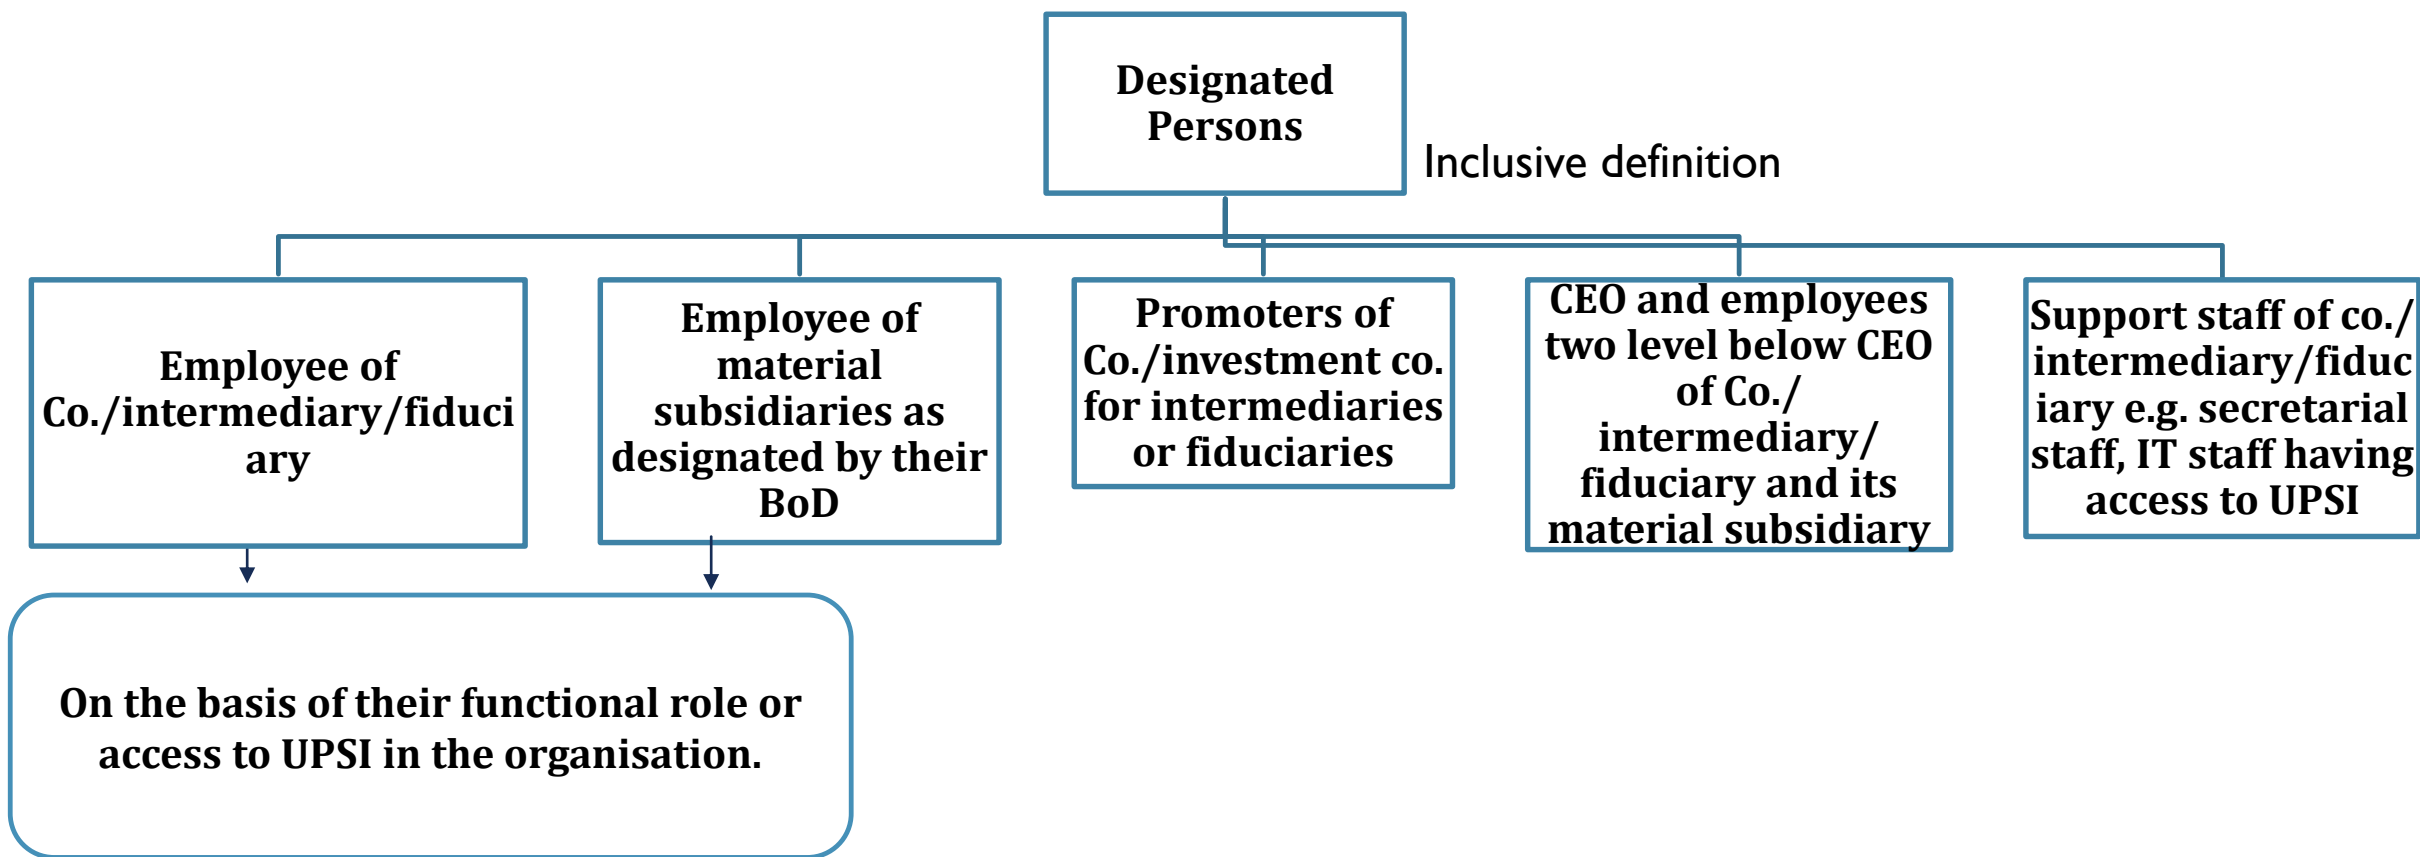 Designated
Persons
Inclusive definition
Employee of
Co./intermediary/fiduci
ary
Employee of
material
subsidiaries as
designated by their
BoD
Promoters of
Co./investment co.
for intermediaries
or fiduciaries
CEO and employees
two level below CEO
of Co./
intermediary/
fiduciary and its
material subsidiary
Support staff of co./
intermediary/fiduc
iary e.g. secretarial
staff, IT staff having
access to UPSI
On the basis of their functional role or
access to UPSI in the organisation.